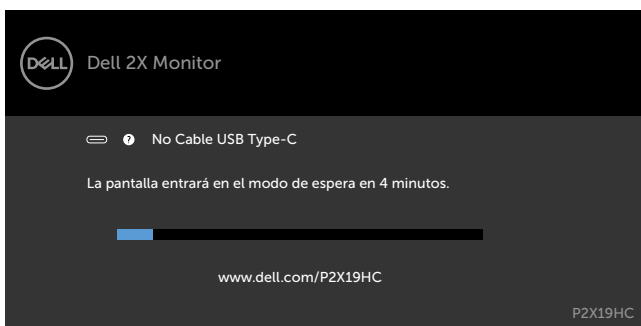 DELL
Dell 2X Monitor
? No Cable USB Type-C
La pantalla entrará en el modo de espera en 4 minutos.
www.dell.com/P2X19HC
P2X19HC